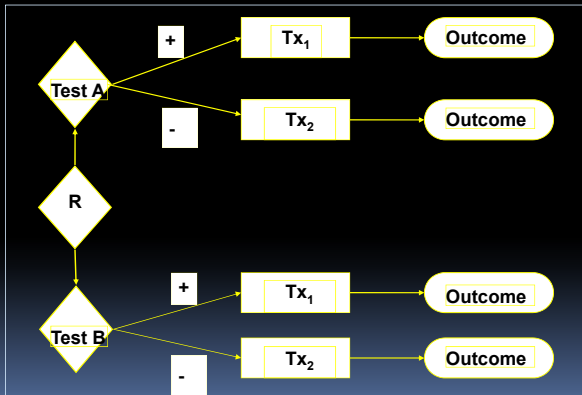 +
Tx₁
Outcome
Test A
-
Tx₂
Outcome
R
+
Tx₁
Outcome
Test B
-
Tx₂
Outcome